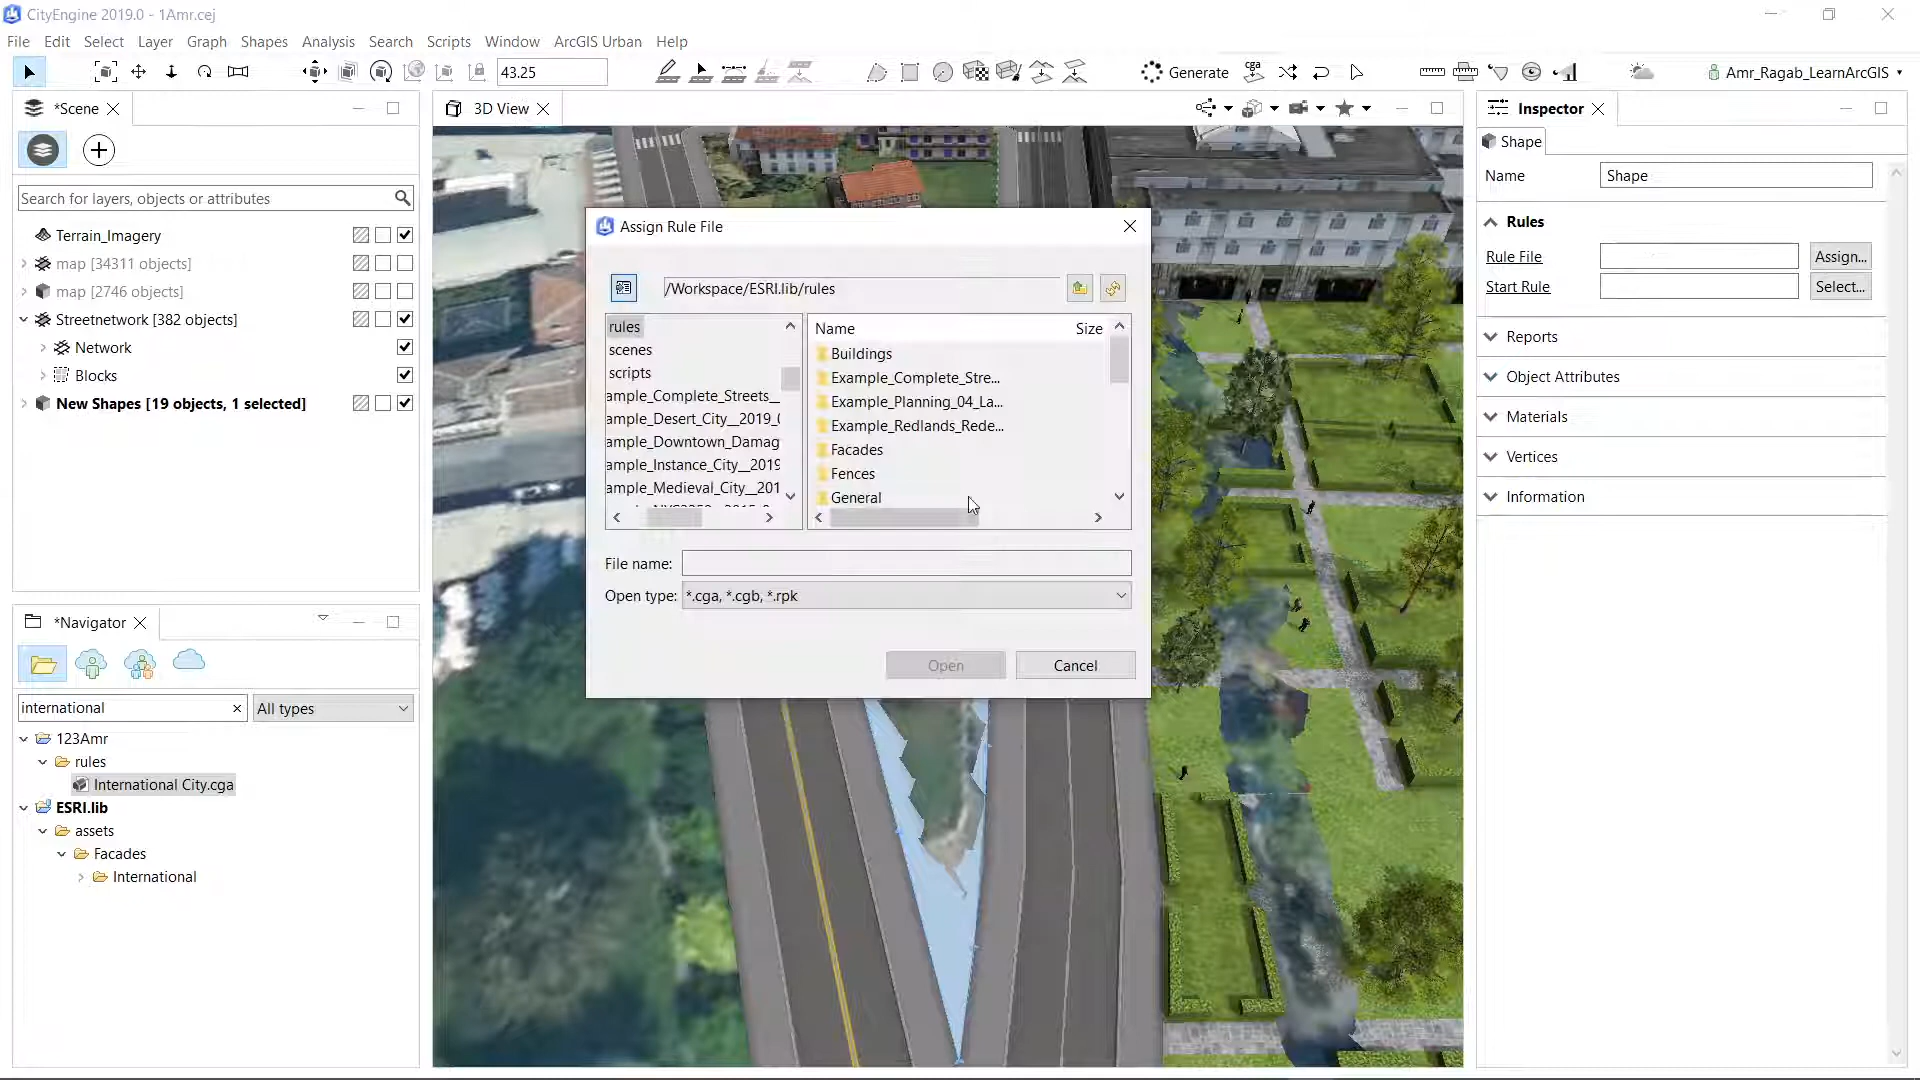 CityEngine 2019.0 - 1Amr.cej
File Edit Select Layer Graph Shapes Analysis Search Scripts Window ArcGIS Urban Help
43.25
Generate
cga
Amr_Ragab_LearnArcGIS
*Scene
3D View
Inspector
Shape
Search for layers, objects or attributes
Name Shape
Terrain_Imagery
map [34311 objects]
map [2746 objects]
Streetnetwork [382 objects]
Network
Blocks
New Shapes [19 objects, 1 selected]
Rules
Rule File Assign...
Start Rule Select...
Reports
Object Attributes
Materials
Vertices
Information
Assign Rule File
/Workspace/ESRI.lib/rules
rules
scenes
scripts
ample_Complete_Streets_
ample_Desert_City__2019_(
ample_Downtown_Damag
ample_Instance_City__2019
ample_Medieval_City__201
Name Size
Buildings
Example_Complete_Stre...
Example_Planning_04_La...
Example_Redlands_Rede...
Facades
Fences
General
File name:
Open type: *.cga, *.cgb, *.rpk
Open Cancel
*Navigator
international
All types
123Amr
rules
International City.cga
ESRI.lib
assets
Facades
International